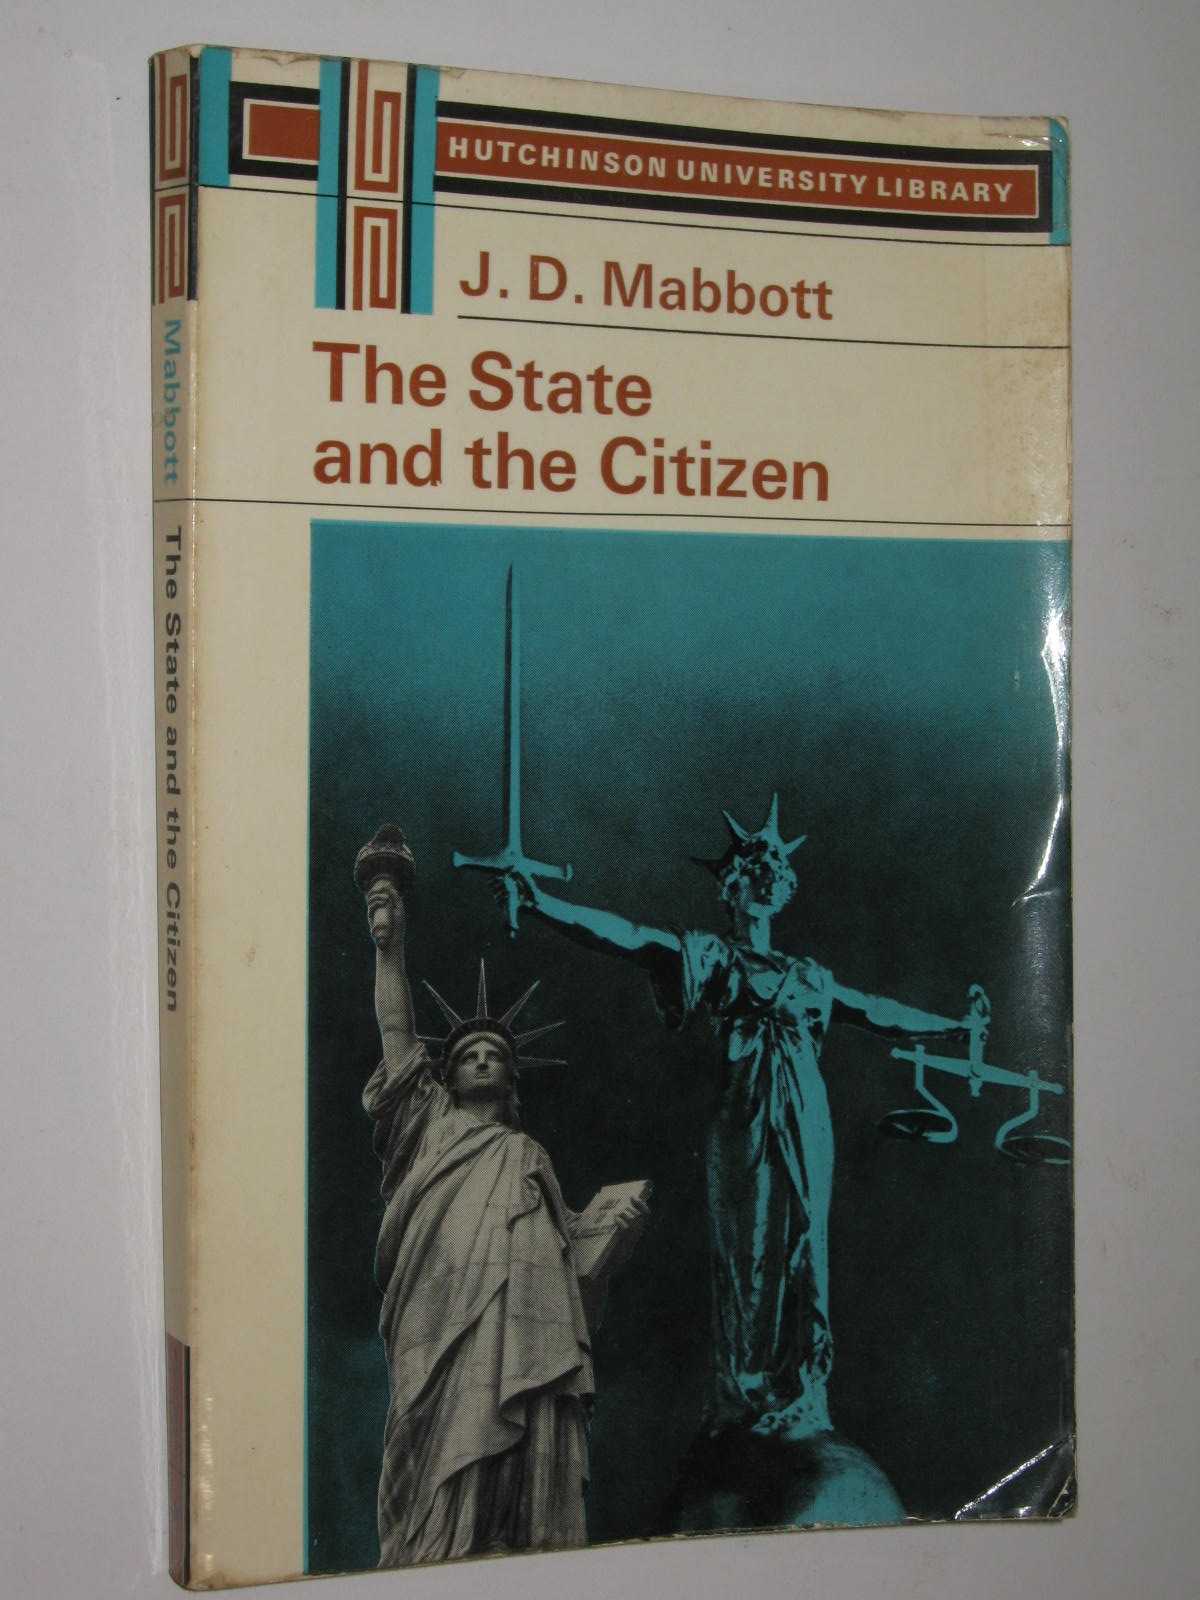 HUTCHINSON UNIVERSITY LIBRARY
J. D. Mabbott
The State
and the Citizen
Mabbott The State and the Citizen